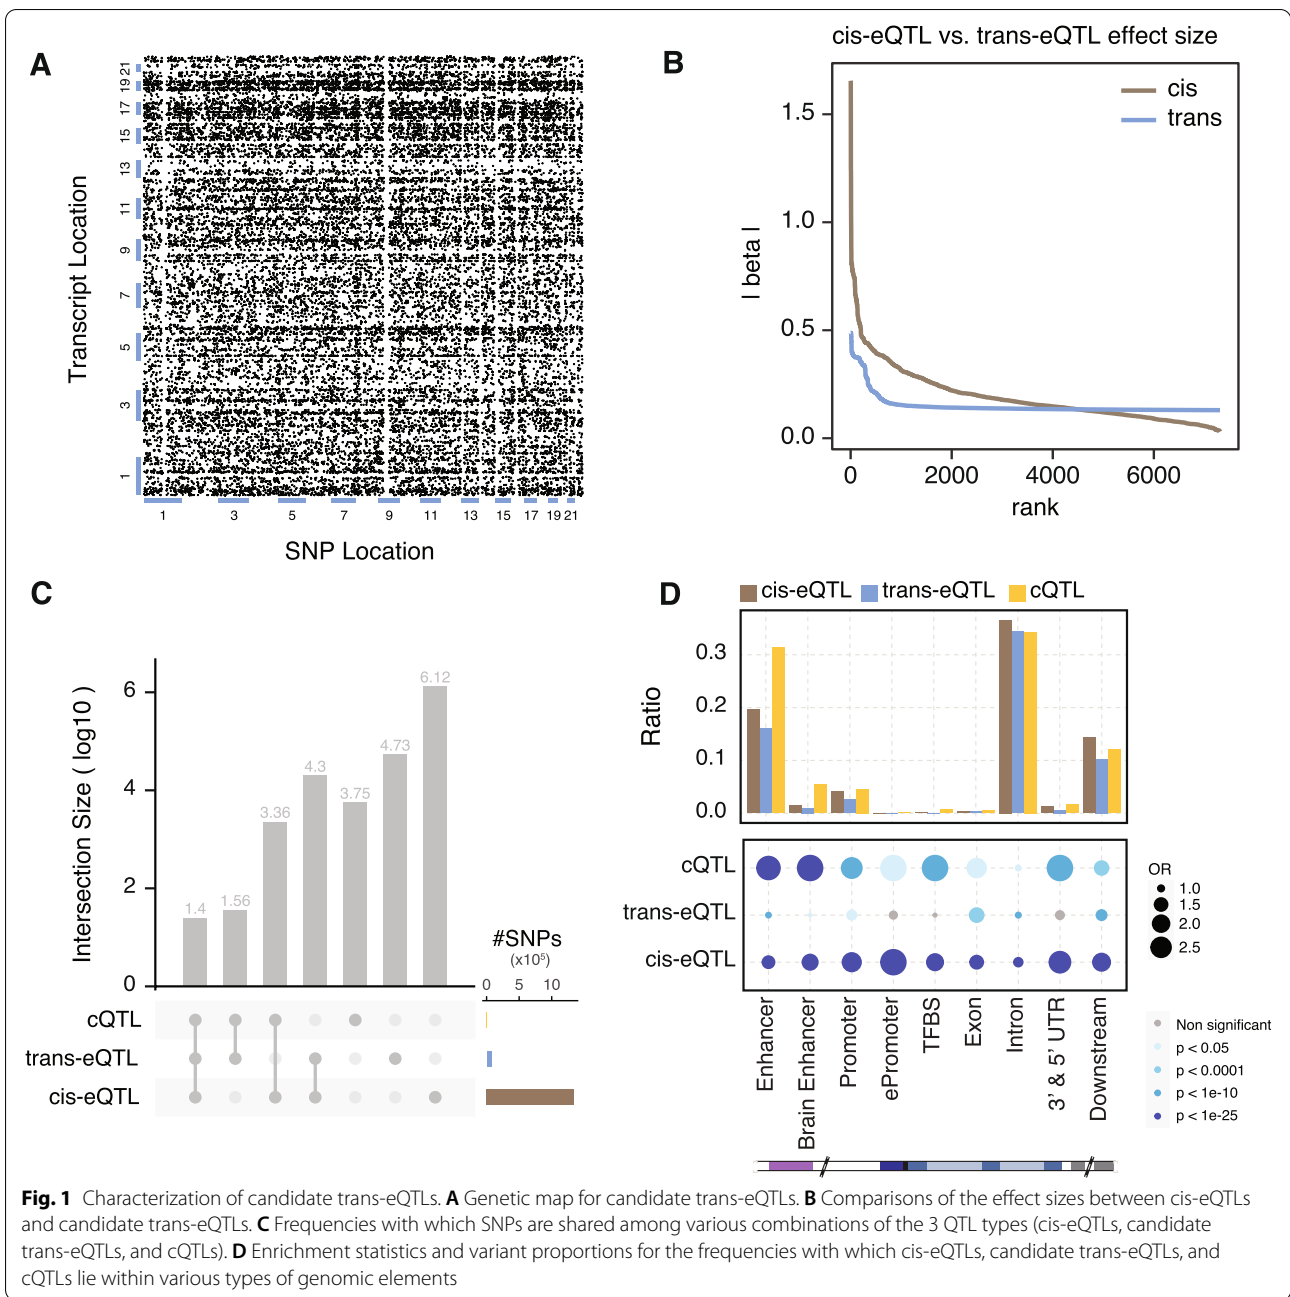 A
Transcript Location
21
19
17
15
13
11
9
7
5
3
1
1 3 5 7 9 11 13 15 17 19 21
SNP Location
B
cis-eQTL vs. trans-eQTL effect size
cis
trans
| beta |
1.5
1.0
0.5
0.0
0 2000 4000 6000
rank
C
Intersection Size ( log10 )
6
4
2
0
1.4
1.56
3.36
4.3
3.75
4.73
6.12
#SNPs
(x10⁵)
0 5 10
cQTL
trans-eQTL
cis-eQTL
D
cis-eQTL trans-eQTL cQTL
Ratio
0.3
0.2
0.1
0.0
cQTL
trans-eQTL
cis-eQTL
OR
1.0
1.5
2.0
2.5
Enhancer
Brain Enhancer
Promoter
ePromoter
TFBS
Exon
Intron
3' & 5' UTR
Downstream
Non significant
p < 0.05
p < 0.0001
p < 1e-10
p < 1e-25
Fig. 1 Characterization of candidate trans-eQTLs. A Genetic map for candidate trans-eQTLs. B Comparisons of the effect sizes between cis-eQTLs
and candidate trans-eQTLs. C Frequencies with which SNPs are shared among various combinations of the 3 QTL types (cis-eQTLs, candidate
trans-eQTLs, and cQTLs). D Enrichment statistics and variant proportions for the frequencies with which cis-eQTLs, candidate trans-eQTLs, and
cQTLs lie within various types of genomic elements